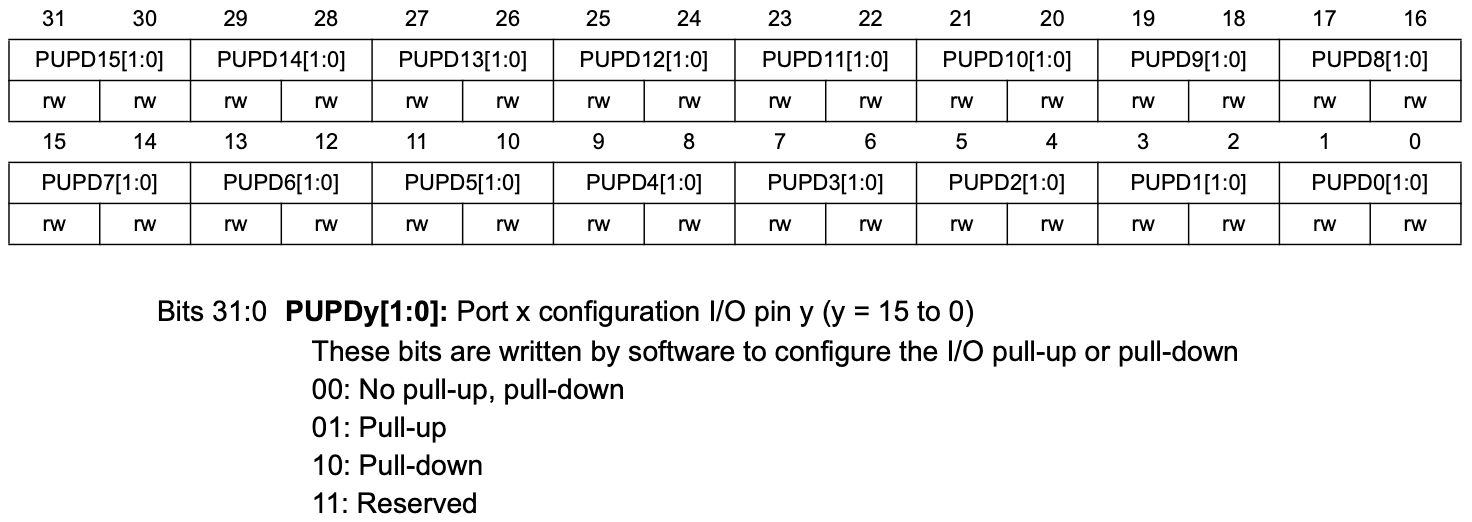 31 30 29 28 27 26 25 24 23 22 21 20 19 18 17 16
PUPD15[1:0] PUPD14[1:0] PUPD13[1:0] PUPD12[1:0] PUPD11[1:0] PUPD10[1:0] PUPD9[1:0] PUPD8[1:0]
rw rw rw rw rw rw rw rw rw rw rw rw rw rw rw rw
15 14 13 12 11 10 9 8 7 6 5 4 3 2 1 0
PUPD7[1:0] PUPD6[1:0] PUPD5[1:0] PUPD4[1:0] PUPD3[1:0] PUPD2[1:0] PUPD1[1:0] PUPD0[1:0]
rw rw rw rw rw rw rw rw rw rw rw rw rw rw rw rw
Bits 31:0 PUPDy[1:0]: Port x configuration I/O pin y (y = 15 to 0)
These bits are written by software to configure the I/O pull-up or pull-down
00: No pull-up, pull-down
01: Pull-up
10: Pull-down
11: Reserved